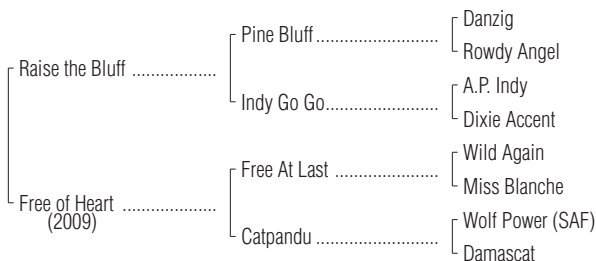 Danzig
Pine Bluff..........................
Rowdy Angel
Raise the Bluff ..................
A.P. Indy
Indy Go Go........................
Dixie Accent
Wild Again
Free At Last ......................
Miss Blanche
Free of Heart ....................
(2009)
Wolf Power (SAF)
Catpandu ..........................
Damascat